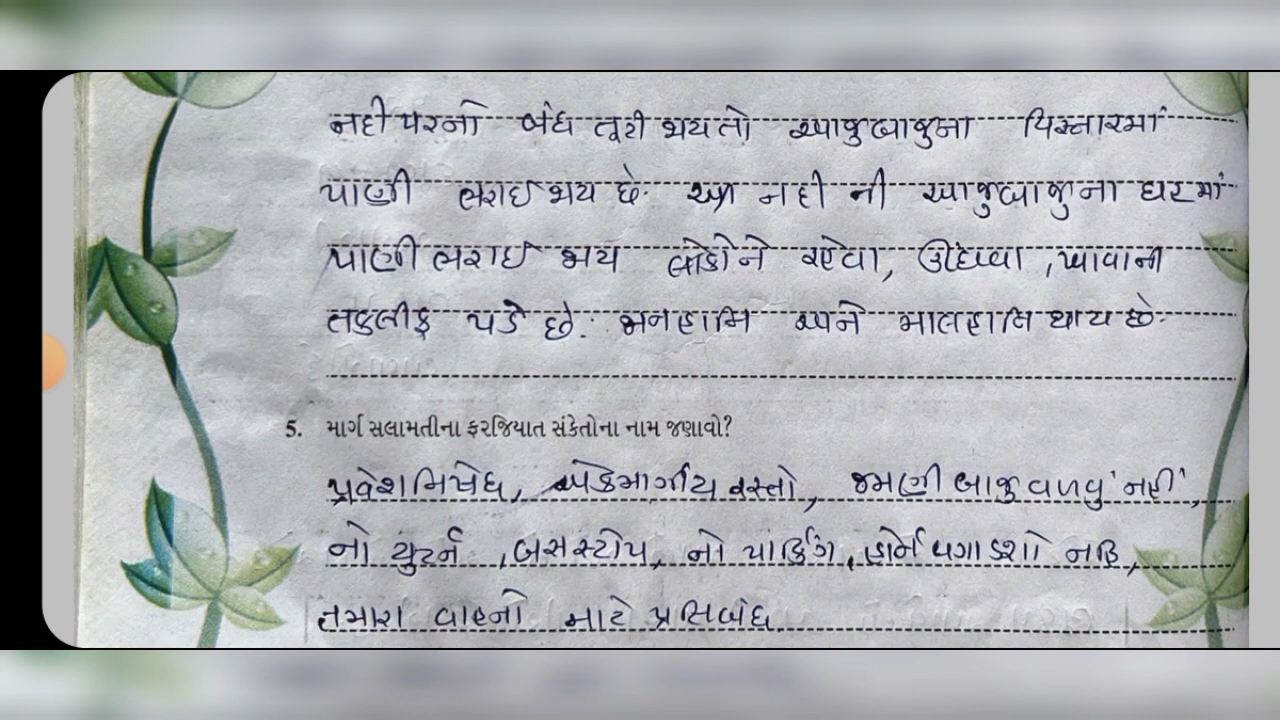 નદી પરનો બંધ તૂટી જાય તો આજુબાજુના વિસ્તારમાં
પાણી ભરાઈ જાય છે. આ નદી ની આજુબાજુના ઘરમાં
પાણી ભરાઈ જાય લોકોને રહેવા, ઊંઘવા, ખાવાની
તકલીફ પડે છે. જાનહાનિ અને માલહાનિ થાય છે.
5. માર્ગ સલામતીના ફરજિયાત સંકેતોના નામ જણાવો?
પ્રવેશ નિષેધ, એકમાર્ગીય રસ્તો, જમણી બાજુ વળવું નહીં,
નો યુટર્ન, બસસ્ટોપ, નો પાર્કિંગ, હોર્ન વગાડશો નહિ,
તમારા વાહનો માટે પ્રતિબંધ